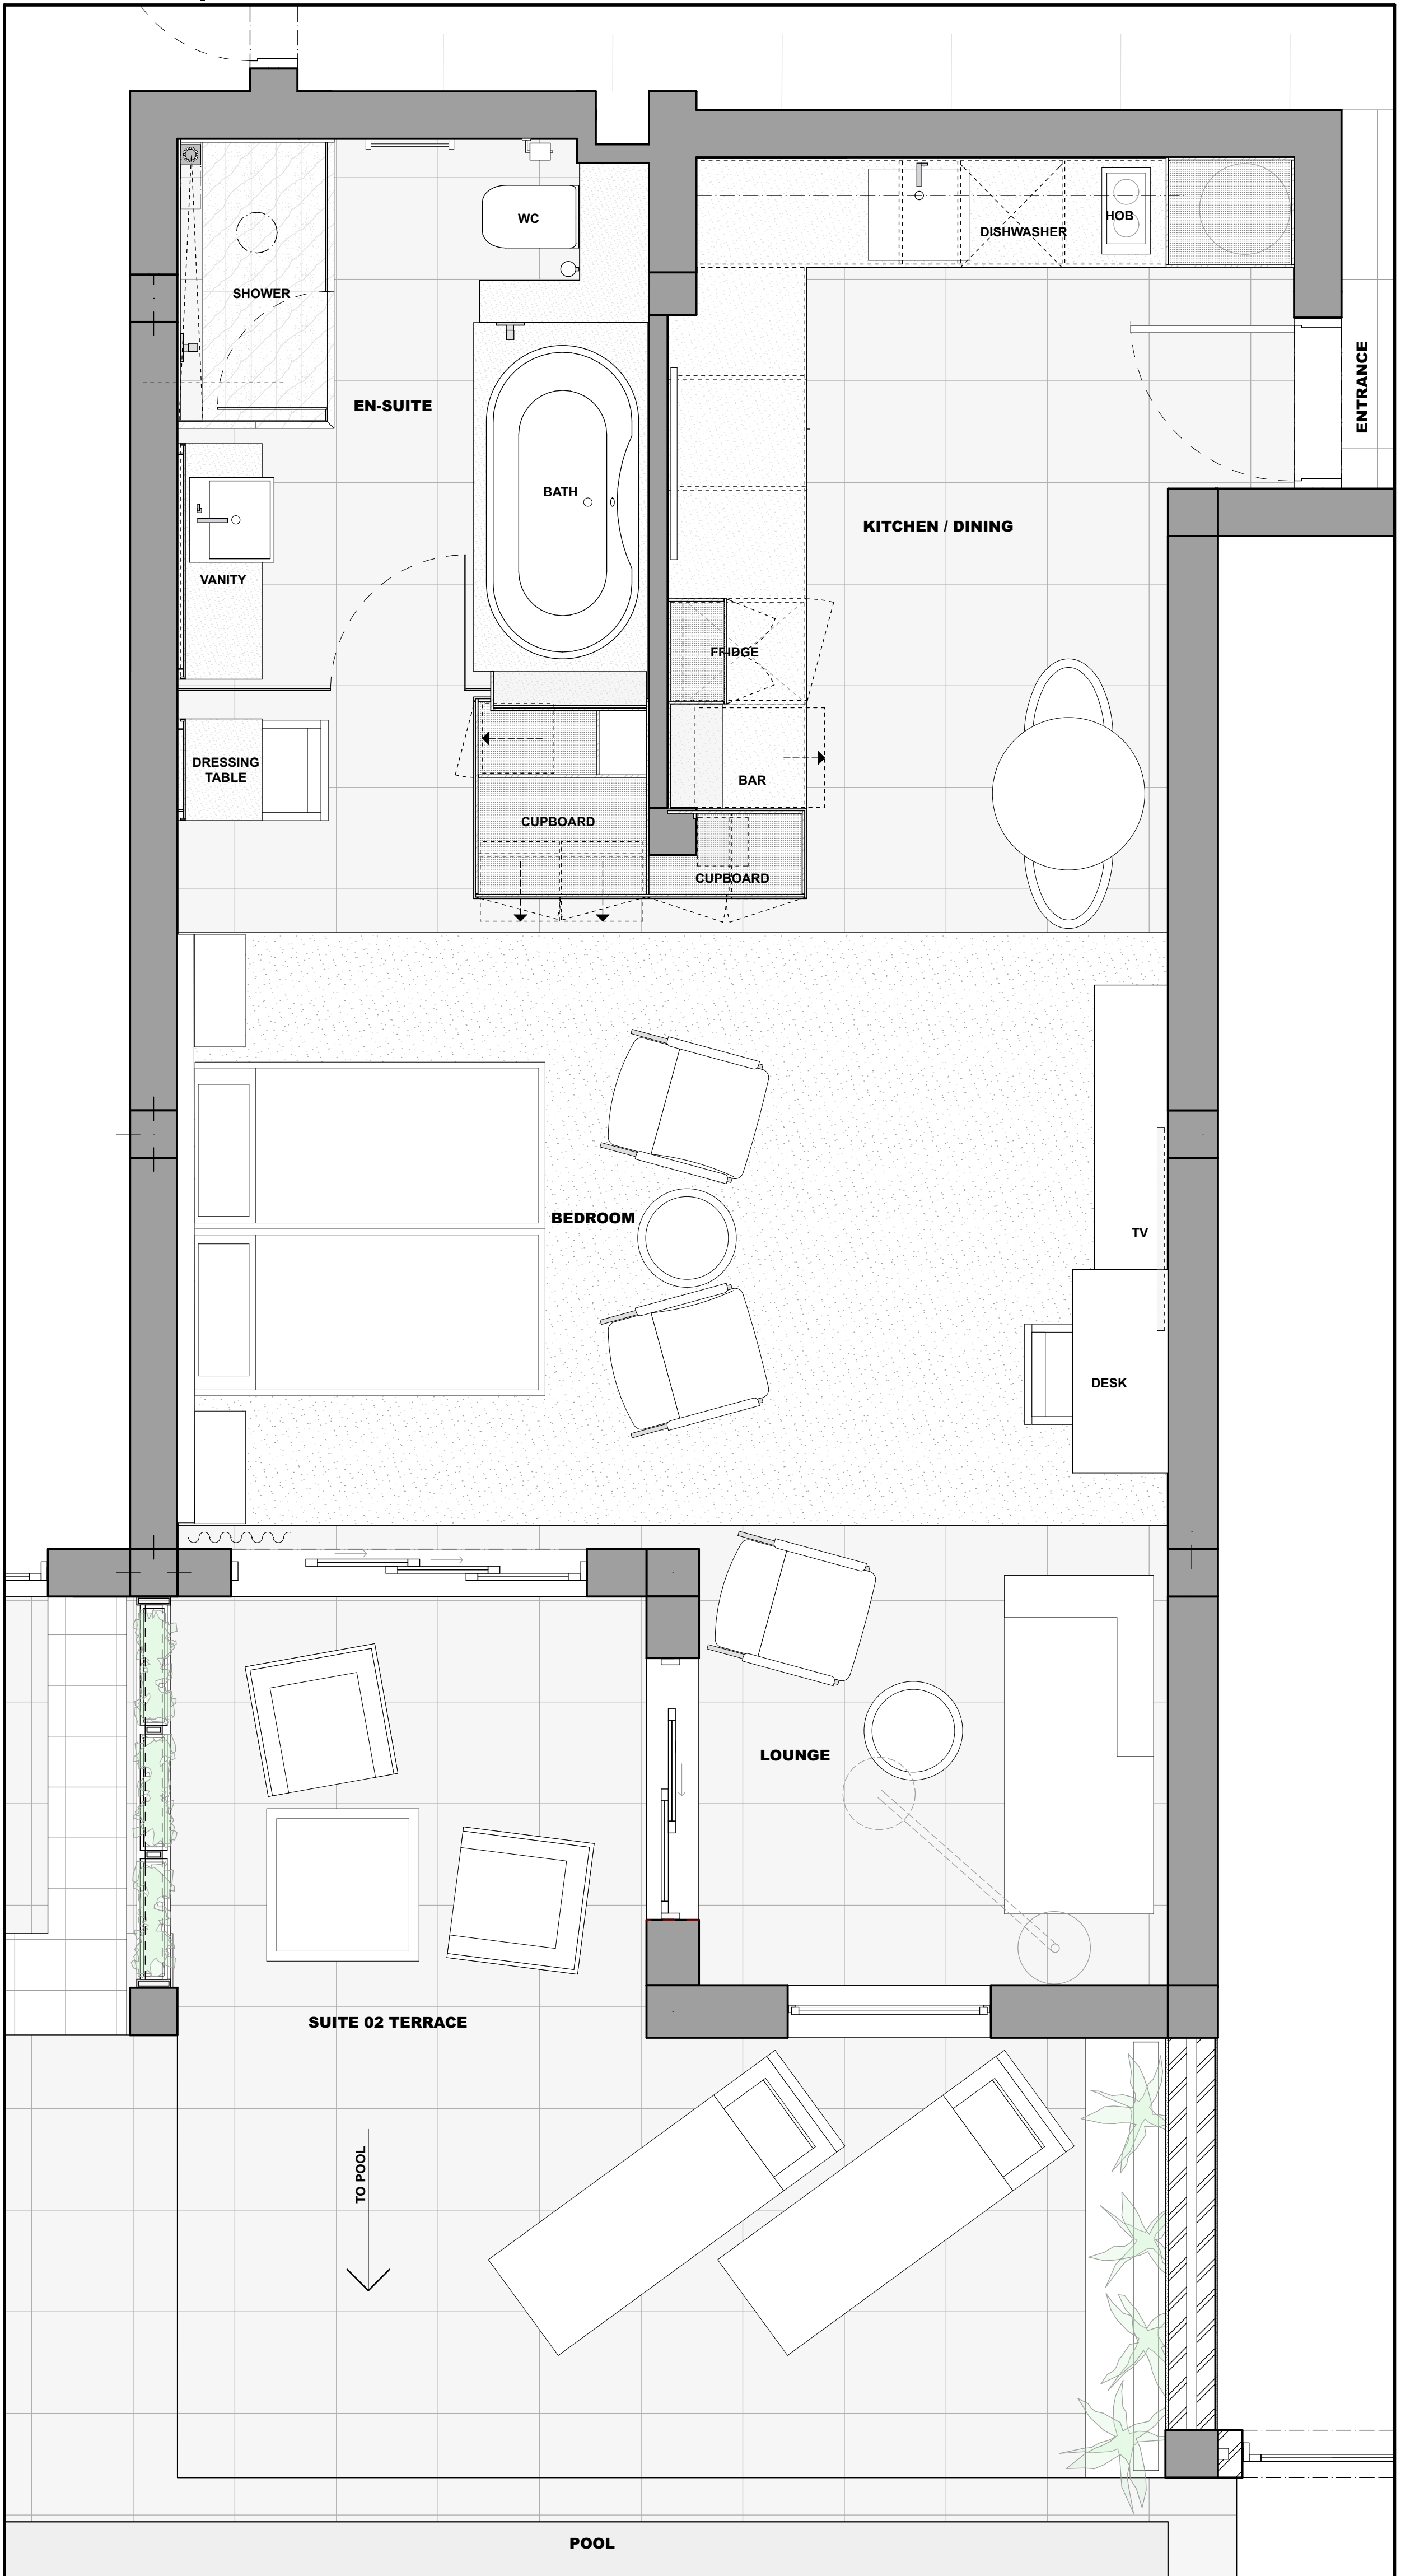 WC
HOB
DISHWASHER
SHOWER
ENTRANCE
EN-SUITE
BATH
KITCHEN / DINING
VANITY
FRIDGE
DRESSING
TABLE
BAR
CUPBOARD
CUPBOARD
BEDROOM
TV
DESK
LOUNGE
SUITE 02 TERRACE
TO POOL
POOL